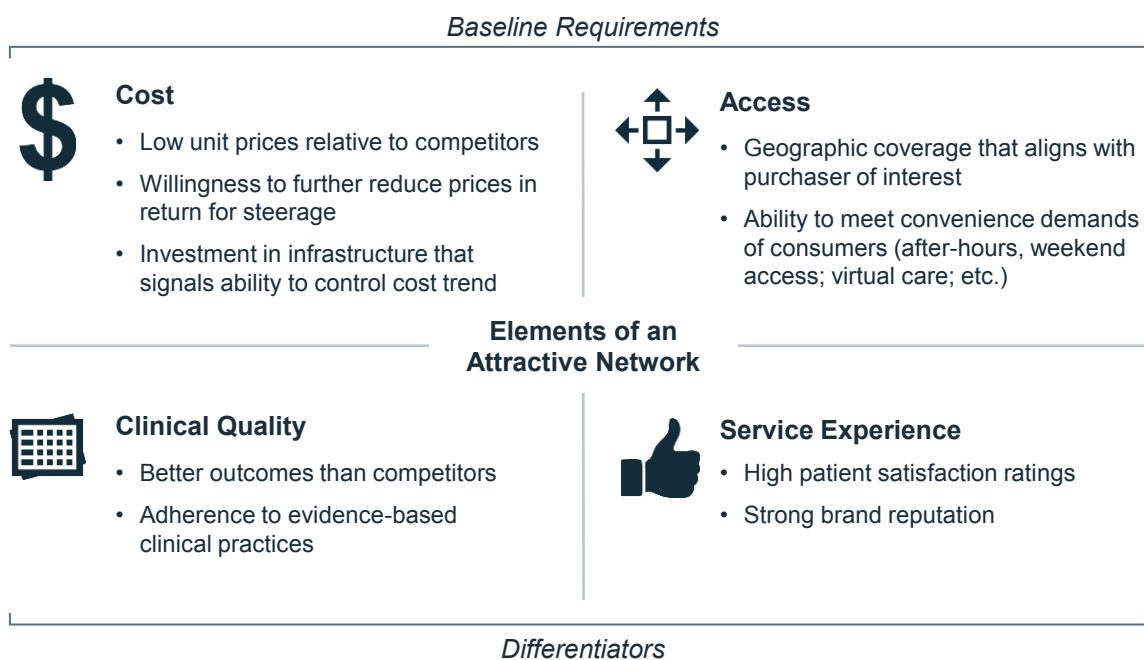 Baseline Requirements
Cost
• Low unit prices relative to competitors
• Willingness to further reduce prices in
return for steerage
• Investment in infrastructure that
signals ability to control cost trend
Access
• Geographic coverage that aligns with
purchaser of interest
• Ability to meet convenience demands
of consumers (after-hours, weekend
access; virtual care; etc.)
Elements of an
Attractive Network
Clinical Quality
• Better outcomes than competitors
• Adherence to evidence-based
clinical practices
Service Experience
• High patient satisfaction ratings
• Strong brand reputation
Differentiators